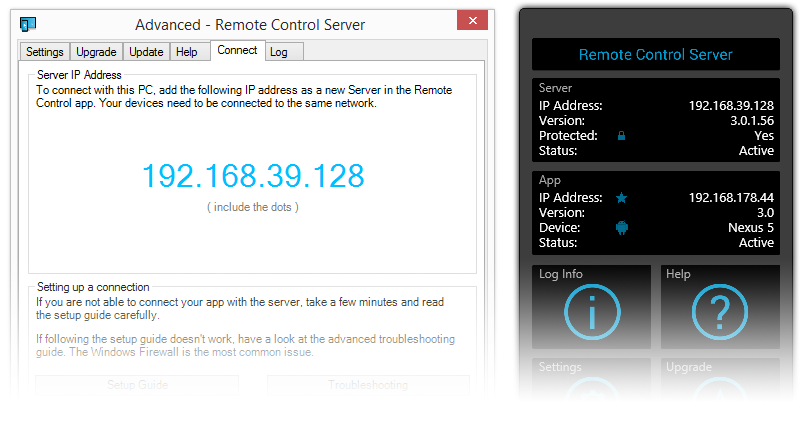 Advanced - Remote Control Server
Settings Upgrade Update Help Connect Log
Server IP Address
To connect with this PC, add the following IP address as a new Server in the Remote
Control app. Your devices need to be connected to the same network.
192.168.39.128
( include the dots )
Setting up a connection
If you are not able to connect your app with the server, take a few minutes and read
the setup guide carefully.
If following the setup guide doesn't work, have a look at the advanced troubleshooting
guide. The Windows Firewall is the most common issue.
Setup Guide Troubleshooting
Remote Control Server
Server
IP Address: 192.168.39.128
Version: 3.0.1.56
Protected: Yes
Status: Active
App
IP Address: 192.168.178.44
Version: 3.0
Device: Nexus 5
Status: Active
Log Info Help
Settings Upgrade